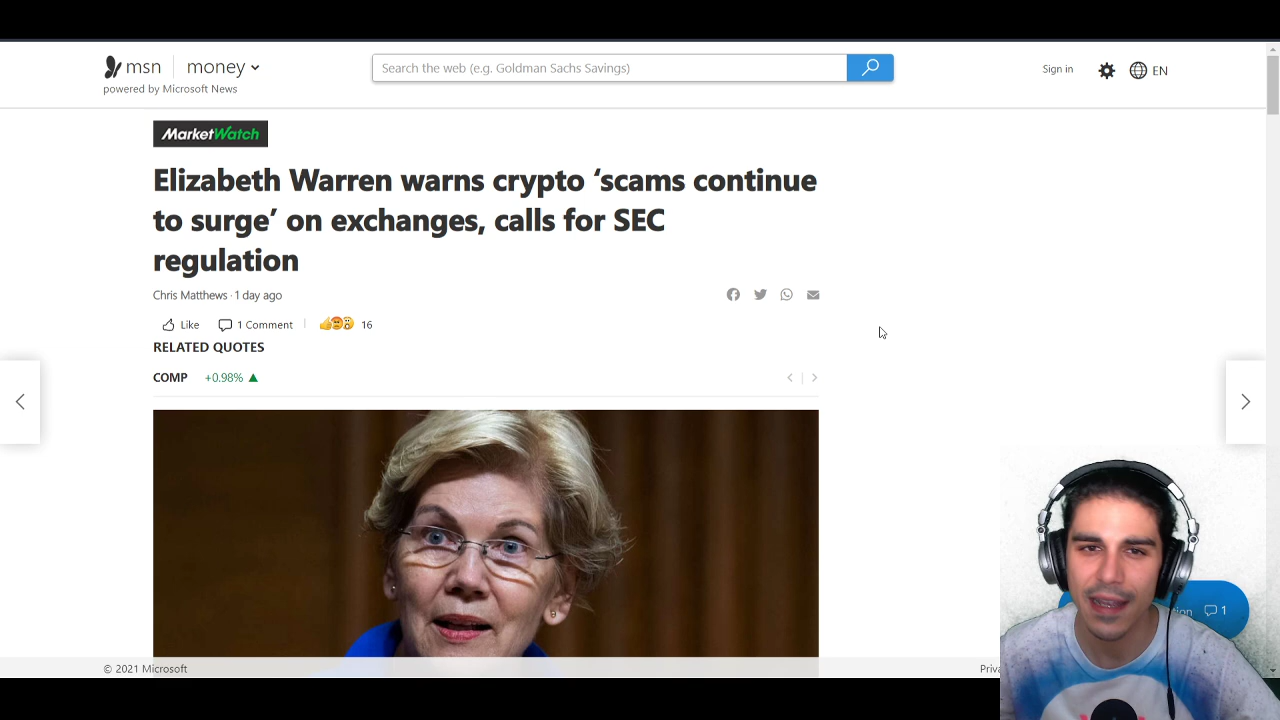 msn money
Search the web (e.g. Goldman Sachs Savings)
Sign in
EN
powered by Microsoft News
MarketWatch
Elizabeth Warren warns crypto ‘scams continue
to surge’ on exchanges, calls for SEC
regulation
Chris Matthews · 1 day ago
Like
1 Comment
16
RELATED QUOTES
COMP +0.98%
1
© 2021 Microsoft